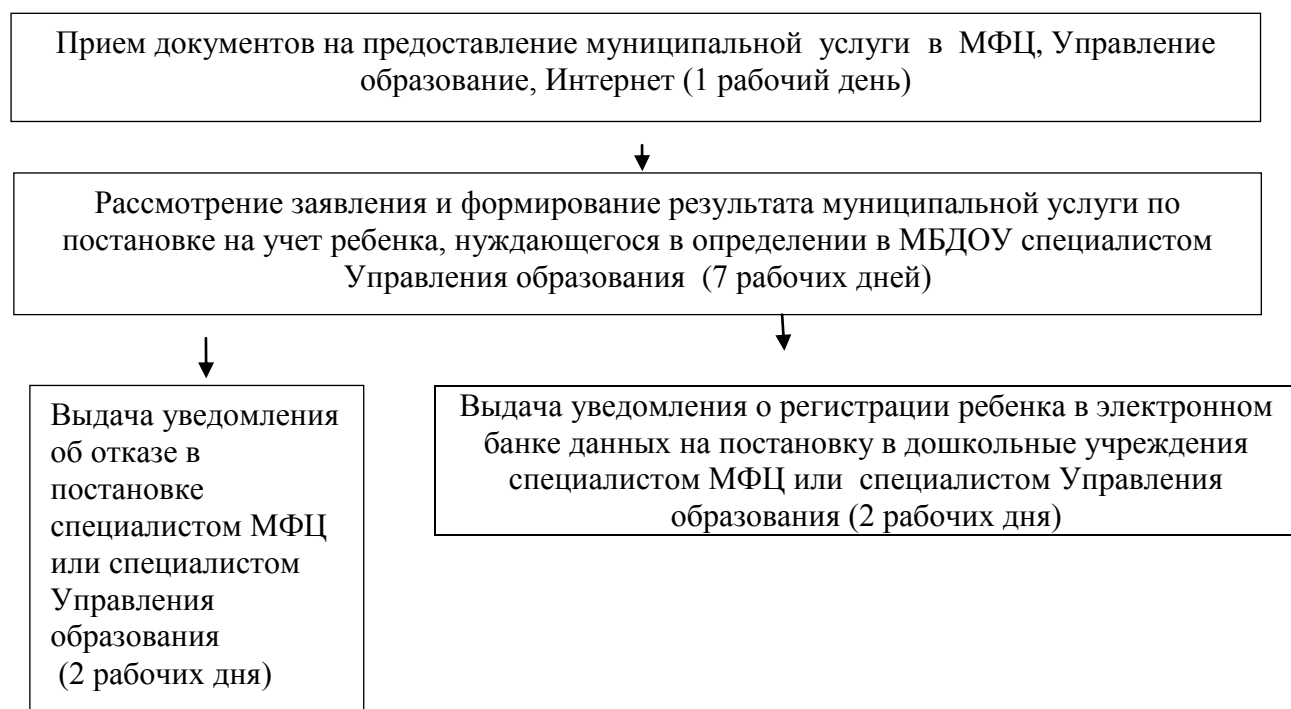 Прием документов на предоставление муниципальной услуги в МФЦ, Управление
образование, Интернет (1 рабочий день)
Рассмотрение заявления и формирование результата муниципальной услуги по
постановке на учет ребенка, нуждающегося в определении в МБДОУ специалистом
Управления образования (7 рабочих дней)
Выдача уведомления
об отказе в
постановке
специалистом МФЦ
или специалистом
Управления
образования
(2 рабочих дня)
Выдача уведомления о регистрации ребенка в электронном
банке данных на постановку в дошкольные учреждения
специалистом МФЦ или специалистом Управления
образования (2 рабочих дня)